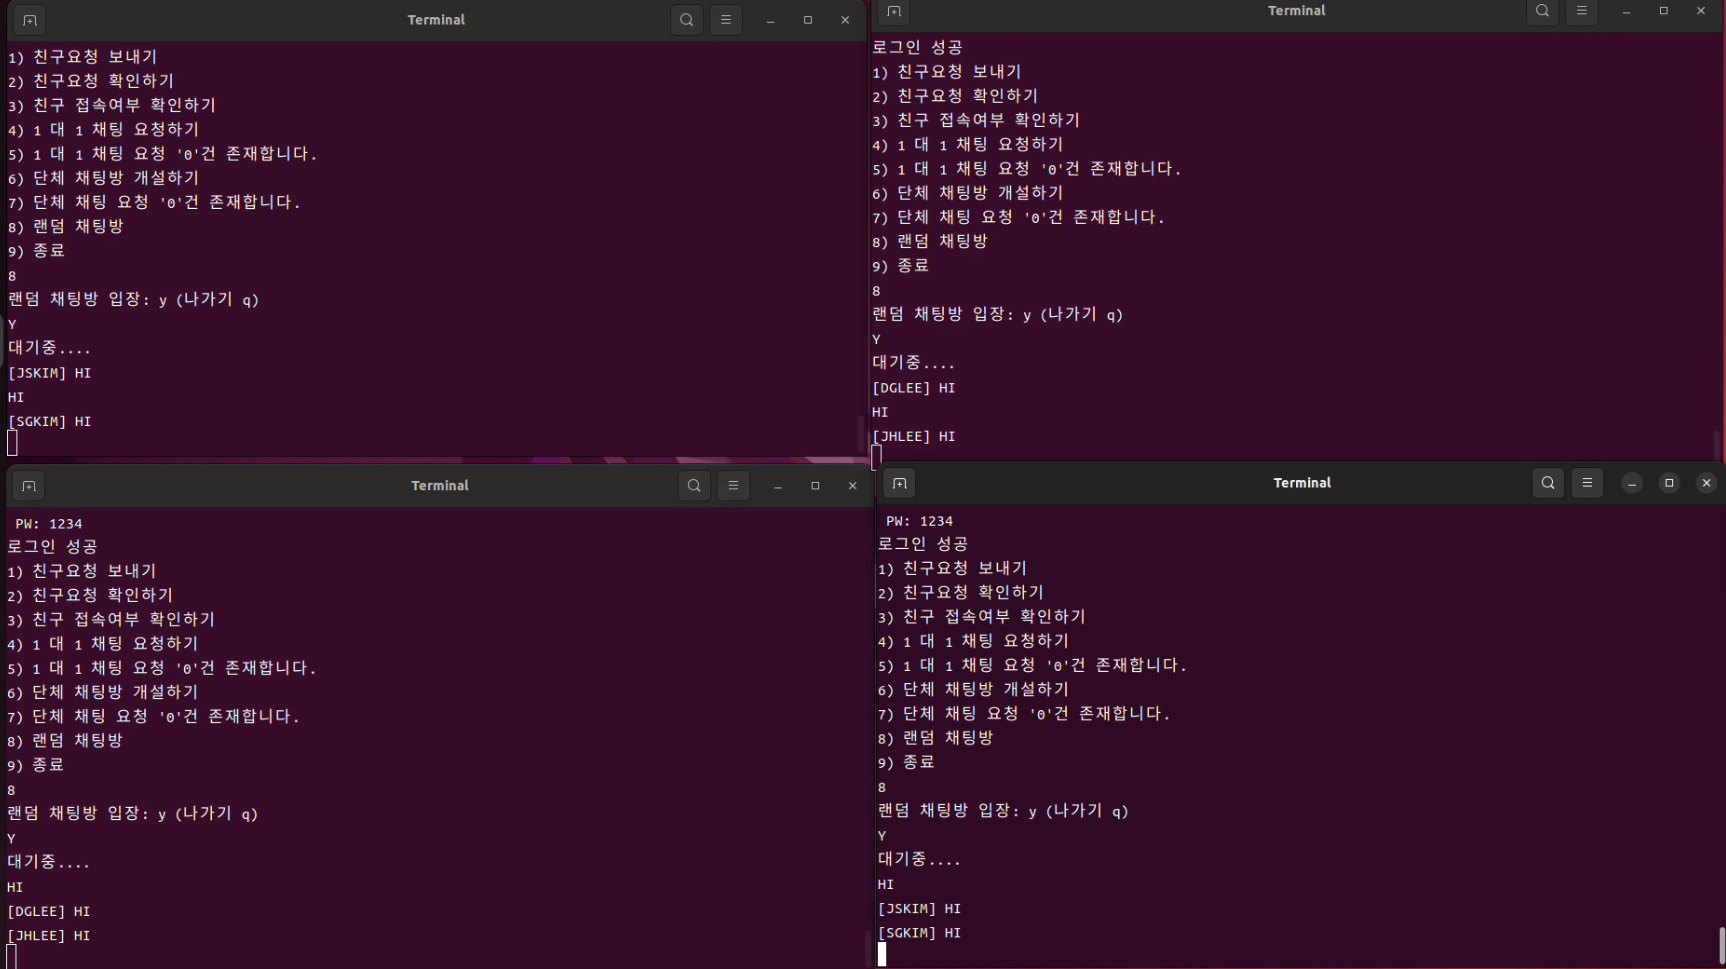 Terminal
1) 친구요청 보내기
2) 친구요청 확인하기
3) 친구 접속여부 확인하기
4) 1 대 1 채팅 요청하기
5) 1 대 1 채팅 요청 '0'건 존재합니다.
6) 단체 채팅방 개설하기
7) 단체 채팅 요청 '0'건 존재합니다.
8) 랜덤 채팅방
9) 종료
8
랜덤 채팅방 입장: y (나가기 q)
Y
대기중....
[JSKIM] HI
HI
[SGKIM] HI
Terminal
로그인 성공
1) 친구요청 보내기
2) 친구요청 확인하기
3) 친구 접속여부 확인하기
4) 1 대 1 채팅 요청하기
5) 1 대 1 채팅 요청 '0'건 존재합니다.
6) 단체 채팅방 개설하기
7) 단체 채팅 요청 '0'건 존재합니다.
8) 랜덤 채팅방
9) 종료
8
랜덤 채팅방 입장: y (나가기 q)
Y
대기중....
[DGLEE] HI
HI
[JHLEE] HI
Terminal
PW: 1234
로그인 성공
1) 친구요청 보내기
2) 친구요청 확인하기
3) 친구 접속여부 확인하기
4) 1 대 1 채팅 요청하기
5) 1 대 1 채팅 요청 '0'건 존재합니다.
6) 단체 채팅방 개설하기
7) 단체 채팅 요청 '0'건 존재합니다.
8) 랜덤 채팅방
9) 종료
8
랜덤 채팅방 입장: y (나가기 q)
Y
대기중....
HI
[DGLEE] HI
[JHLEE] HI
Terminal
PW: 1234
로그인 성공
1) 친구요청 보내기
2) 친구요청 확인하기
3) 친구 접속여부 확인하기
4) 1 대 1 채팅 요청하기
5) 1 대 1 채팅 요청 '0'건 존재합니다.
6) 단체 채팅방 개설하기
7) 단체 채팅 요청 '0'건 존재합니다.
8) 랜덤 채팅방
9) 종료
8
랜덤 채팅방 입장: y (나가기 q)
Y
대기중....
HI
[JSKIM] HI
[SGKIM] HI